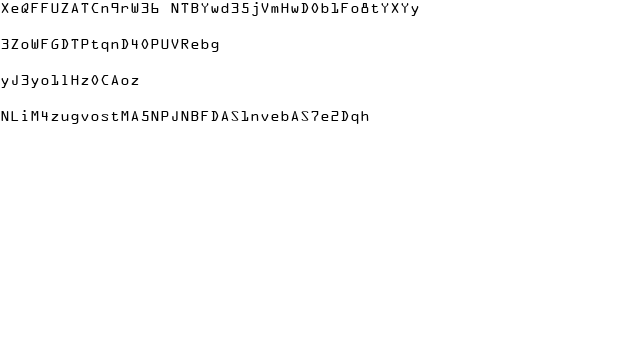 XeQFFUZATCn9rW36 NTBYwd35jVmHwD0b1Fo8tYXYy
3ZoWFGDTPtqnD40PUVRebg
yJ3yo11Hz0CAoz
NLiM4zugvostMA5NPJNBFDAS1nvebAS7e2Dqh